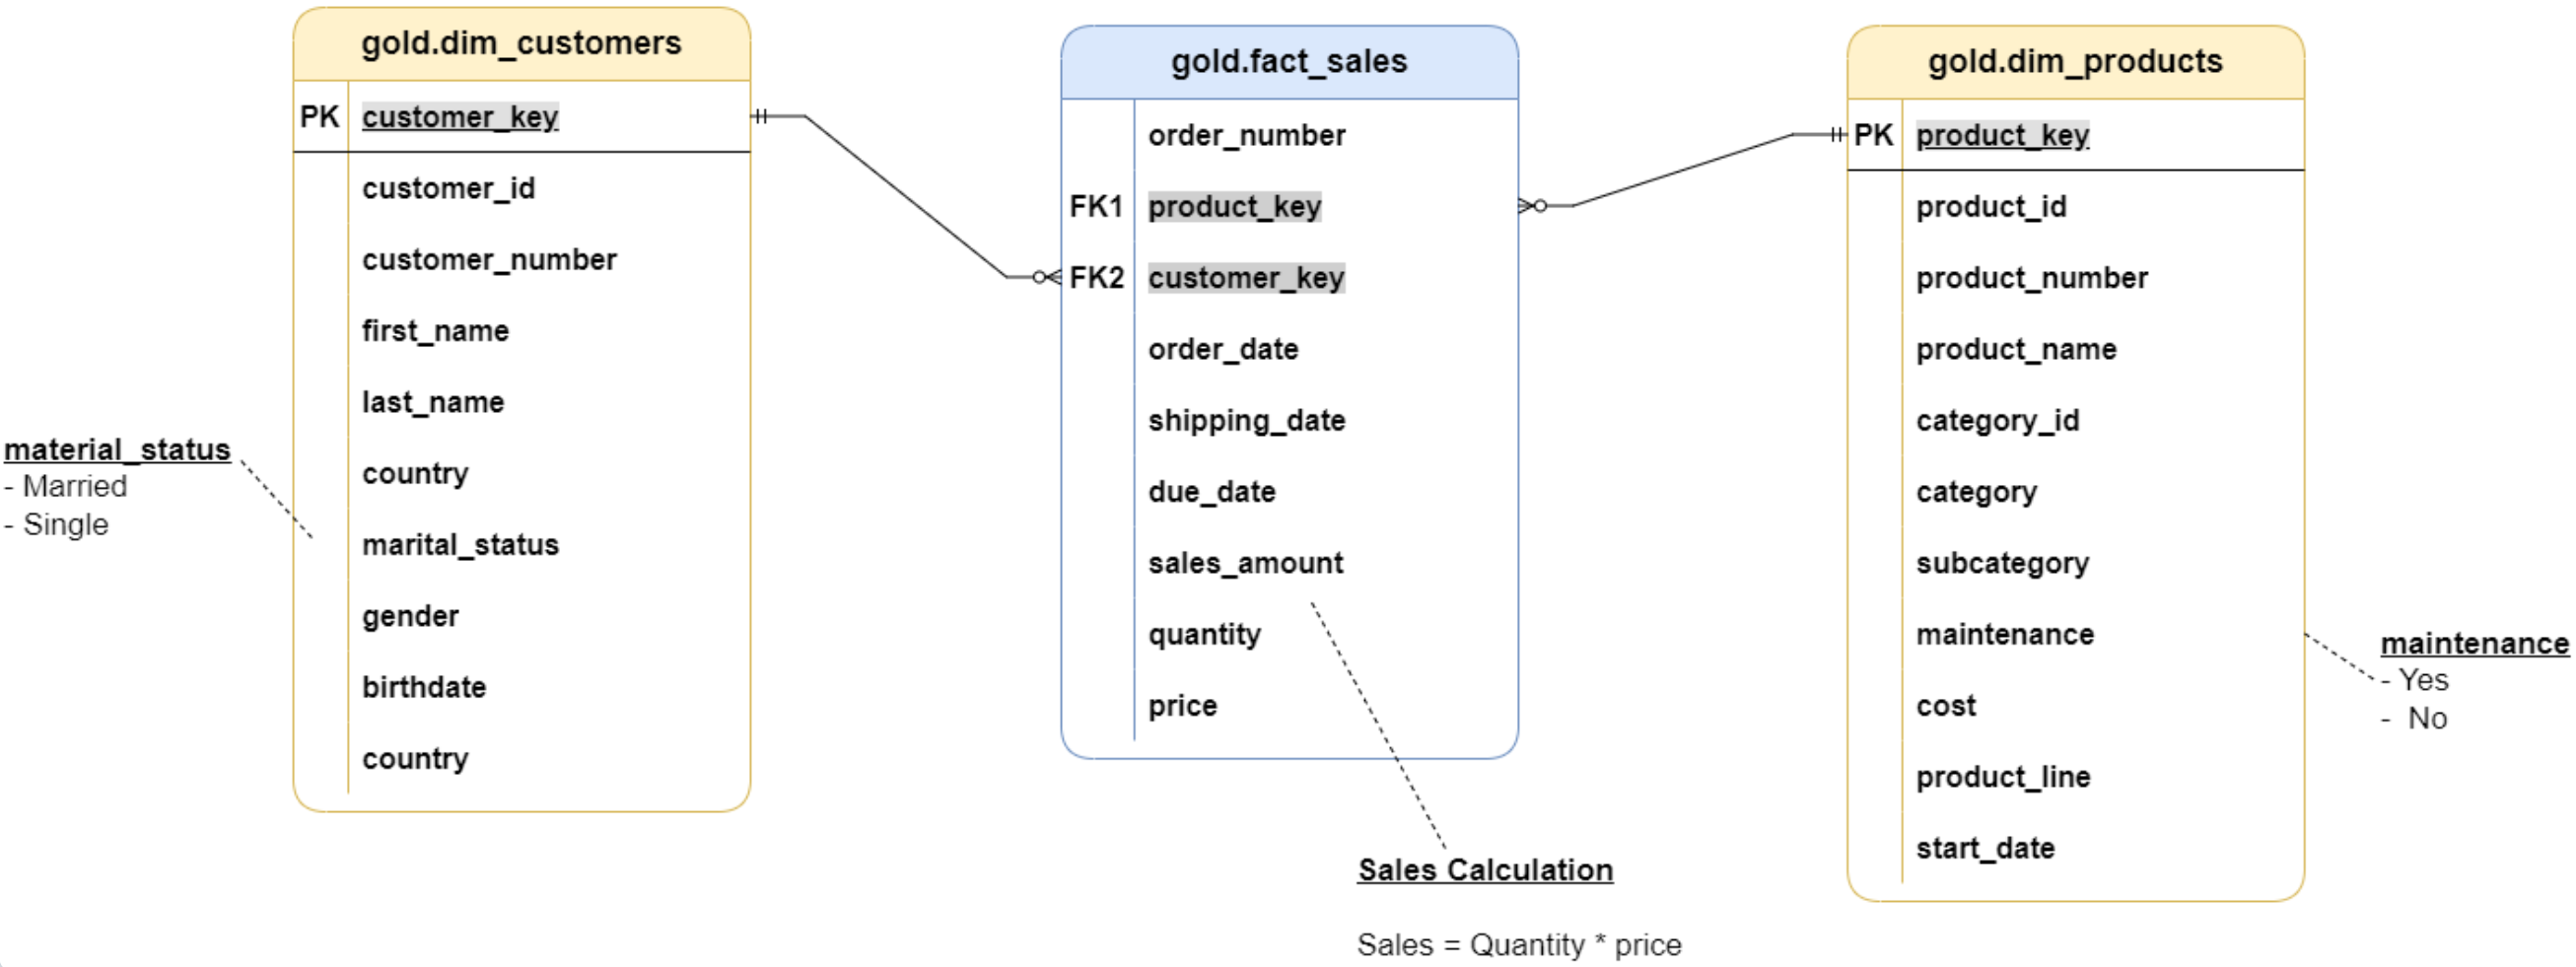 gold.dim_customers
PK customer_key
customer_id
customer_number
first_name
last_name
country
marital_status
gender
birthdate
country
material_status
- Married
- Single
gold.fact_sales
order_number
FK1 product_key
FK2 customer_key
order_date
shipping_date
due_date
sales_amount
quantity
price
Sales Calculation
Sales = Quantity * price
gold.dim_products
PK product_key
product_id
product_number
product_name
category_id
category
subcategory
maintenance
cost
product_line
start_date
maintenance
- Yes
- No